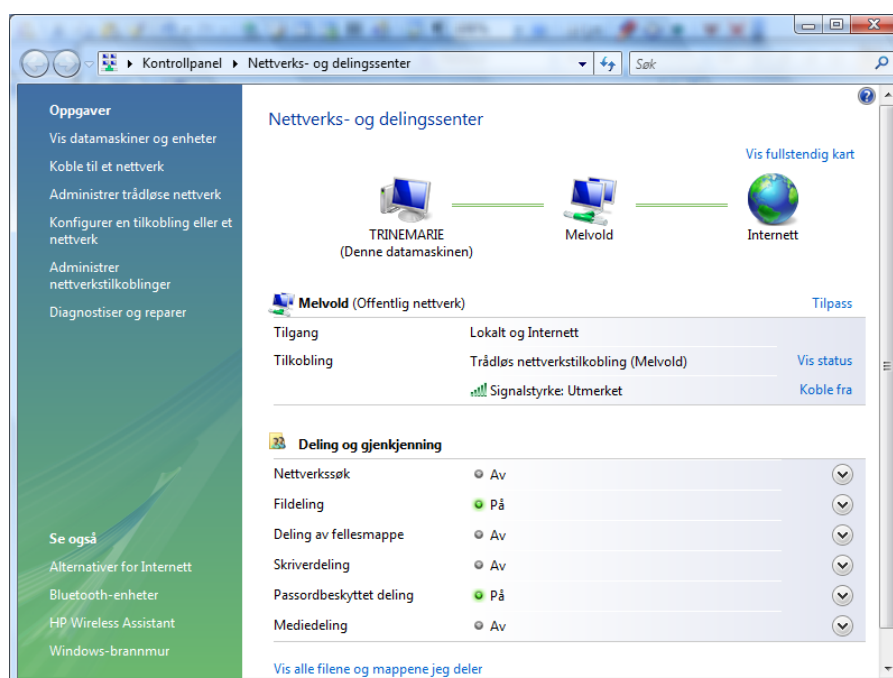 Kontrollpanel Nettverks- og delingssenter Søk
Oppgaver
Vis datamaskiner og enheter
Koble til et nettverk
Administrer trådløse nettverk
Konfigurer en tilkobling eller et
nettverk
Administrer
nettverkstilkoblinger
Diagnostiser og reparer
Se også
Alternativer for Internett
Bluetooth-enheter
HP Wireless Assistant
Windows-brannmur
Nettverks- og delingssenter
Vis fullstendig kart
TRINEMARIE
(Denne datamaskinen)
Melvold
Internett
Melvold (Offentlig nettverk) Tilpass
Tilgang Lokalt og Internett
Tilkobling Trådløs nettverkstilkobling (Melvold) Vis status
Signalstyrke: Utmerket Koble fra
Deling og gjenkjenning
Nettverkssøk Av
Fildeling På
Deling av fellesmappe Av
Skriverdeling Av
Passordbeskyttet deling På
Mediedeling Av
Vis alle filene og mappene jeg deler